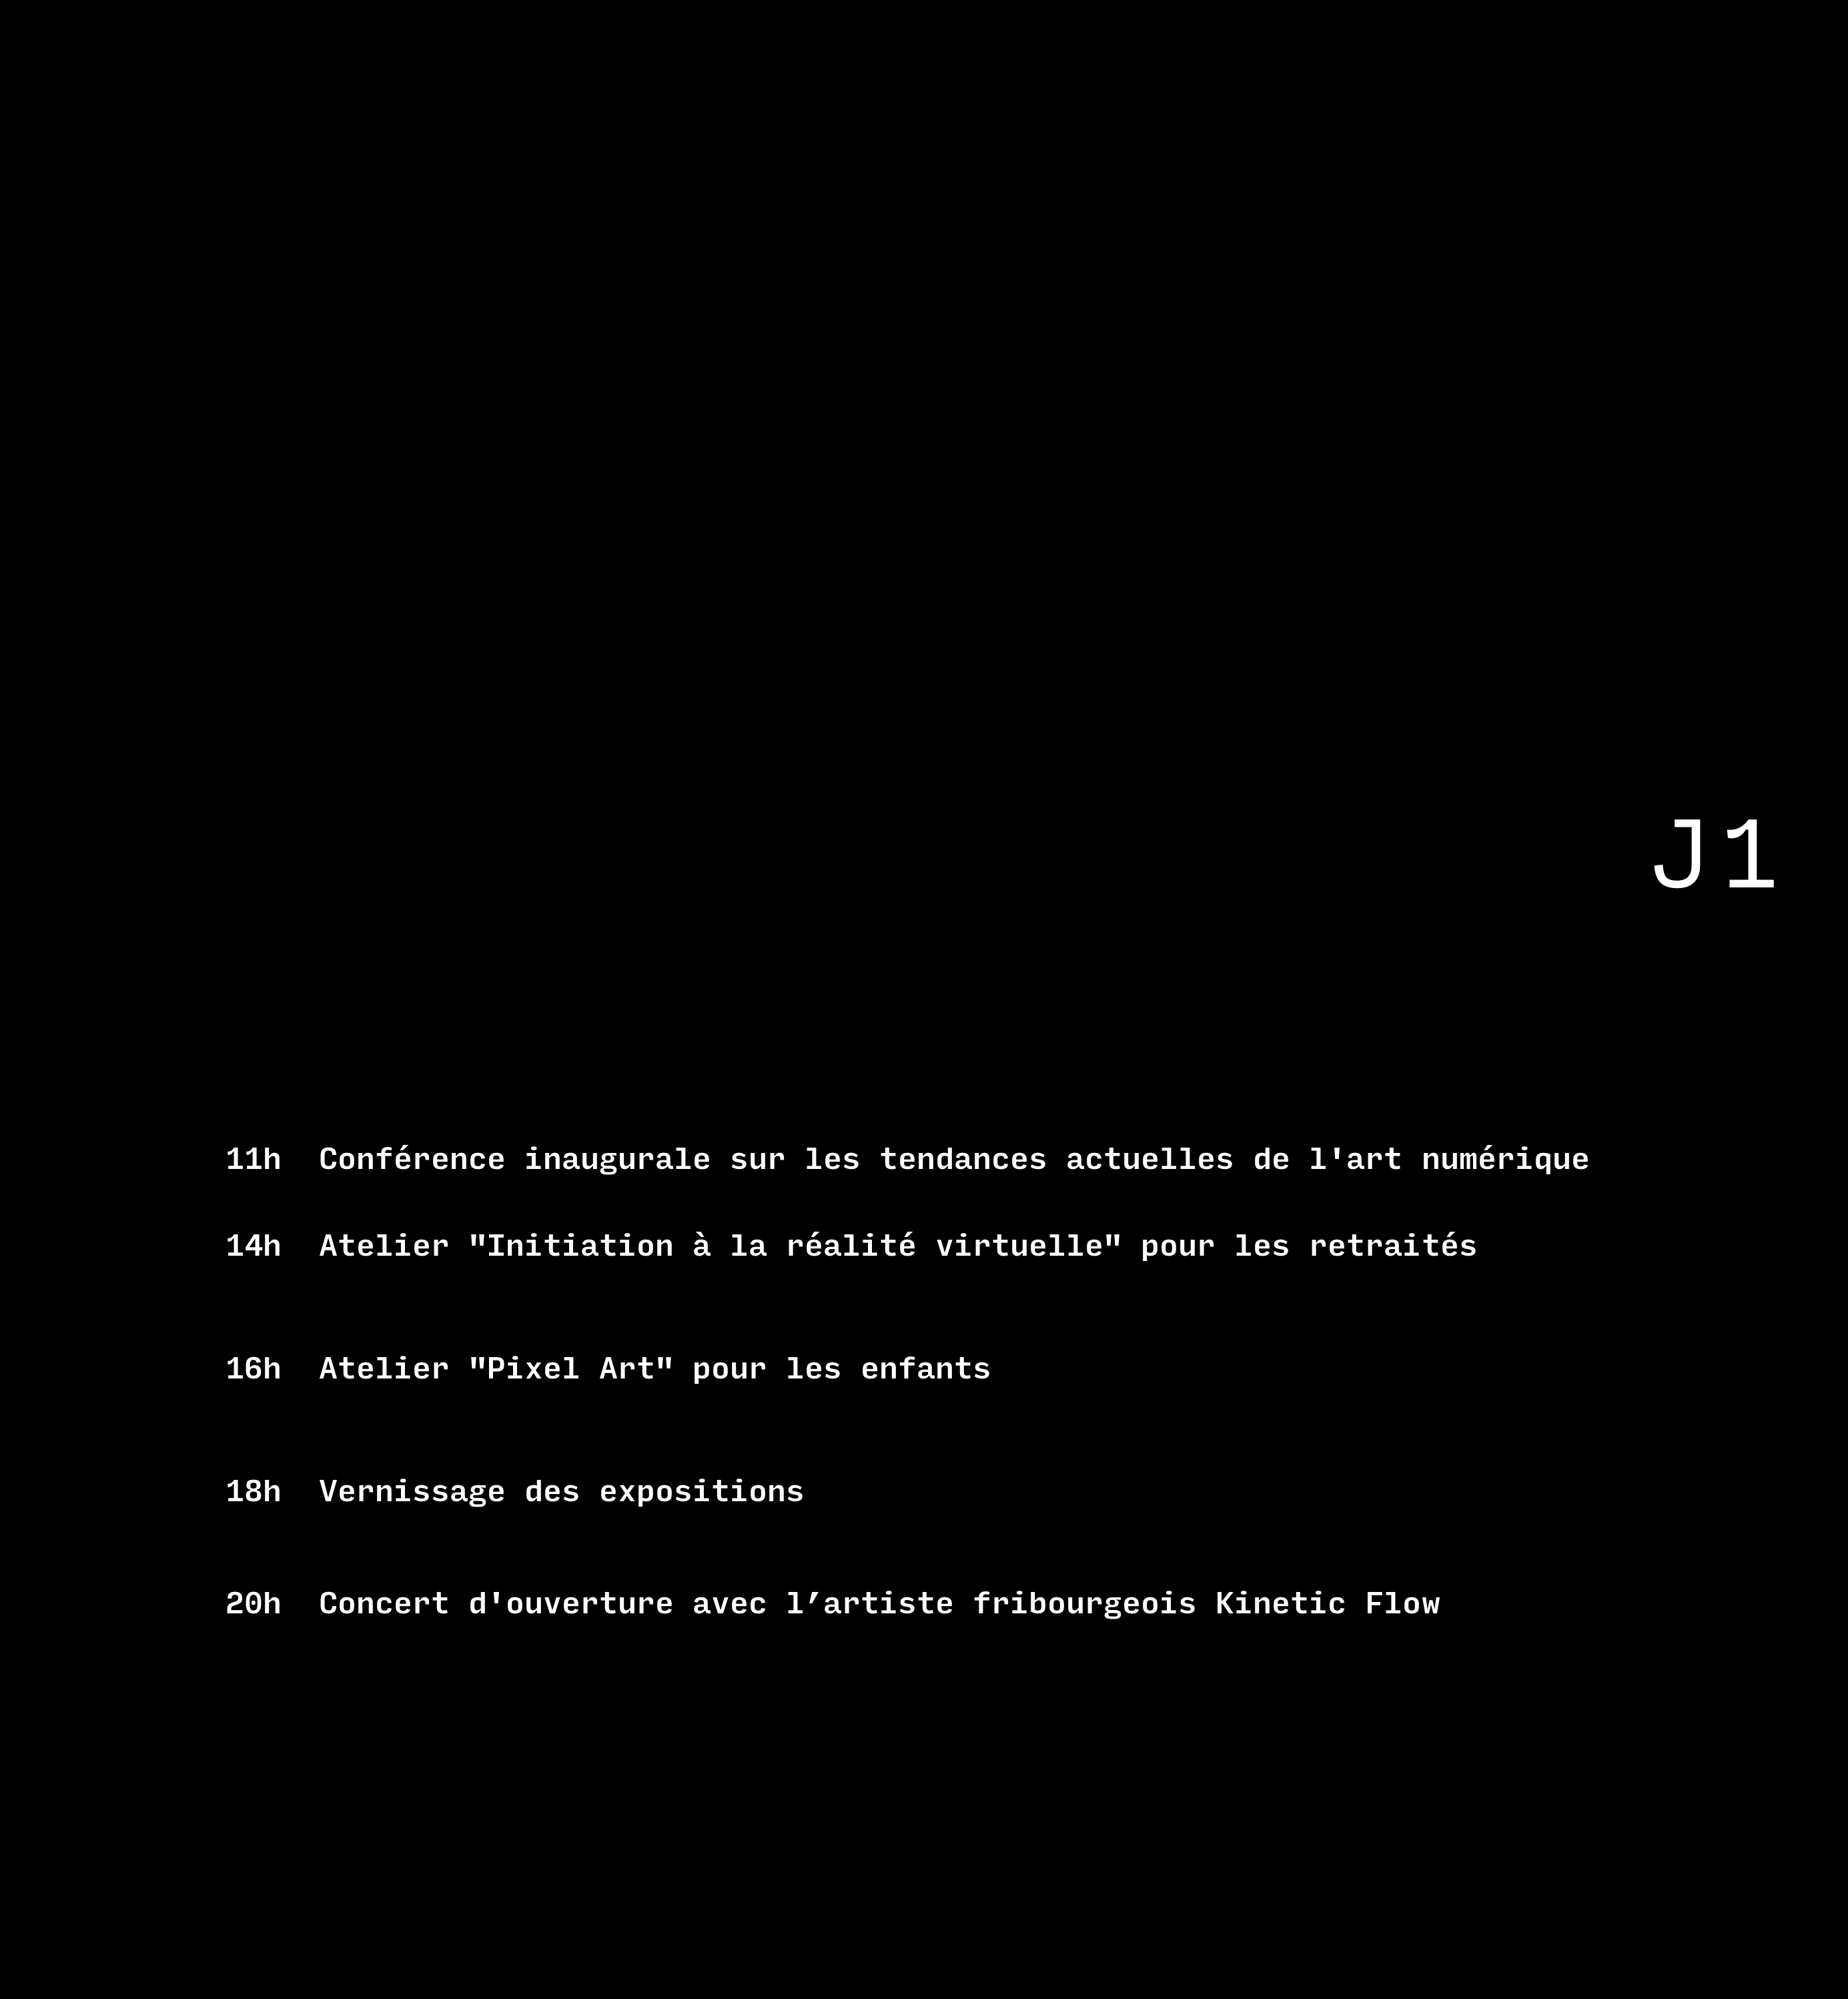 J1
11h Conférence inaugurale sur les tendances actuelles de l'art numérique
14h Atelier "Initiation à la réalité virtuelle" pour les retraités
16h Atelier "Pixel Art" pour les enfants
18h Vernissage des expositions
20h Concert d'ouverture avec l’artiste fribourgeois Kinetic Flow